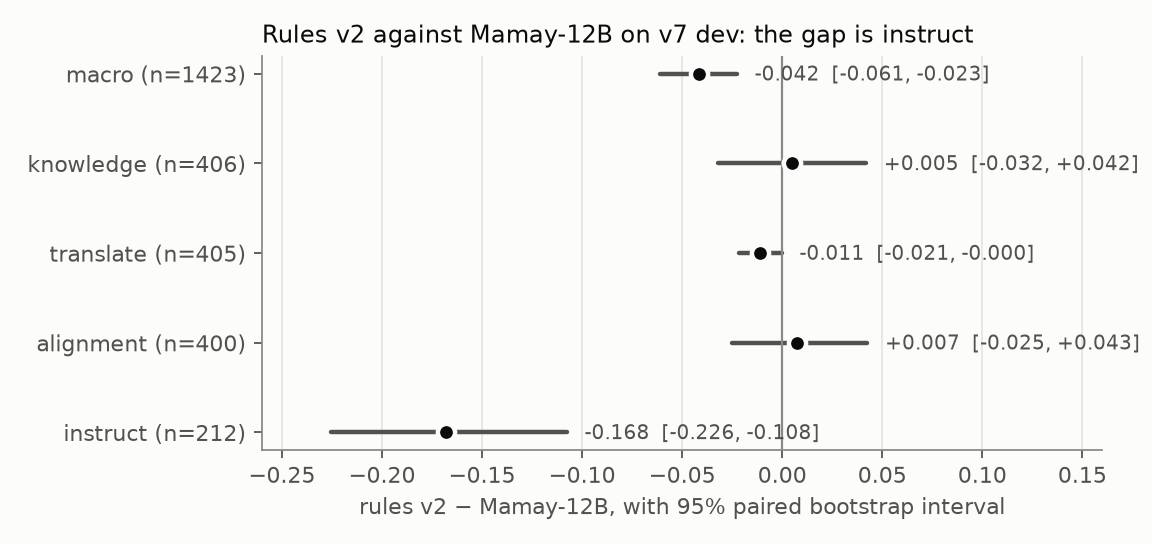 Rules v2 against Mamay-12B on v7 dev: the gap is instruct
macro (n=1423)
-0.042 [-0.061, -0.023]
knowledge (n=406)
+0.005 [-0.032, +0.042]
translate (n=405)
-0.011 [-0.021, -0.000]
alignment (n=400)
+0.007 [-0.025, +0.043]
instruct (n=212)
-0.168 [-0.226, -0.108]
−0.25 −0.20 −0.15 −0.10 −0.05 0.00 0.05 0.10 0.15
rules v2 − Mamay-12B, with 95% paired bootstrap interval